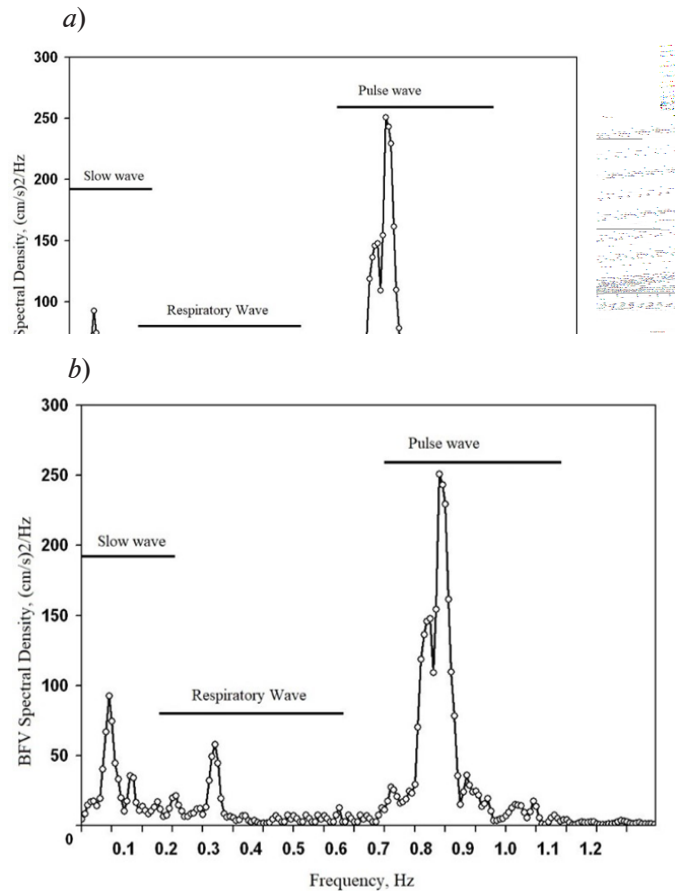 a)
300
Pulse wave
250
Slow wave
200
150
Spectral Density, (cm/s)2/Hz
100
Respiratory Wave
b)
300
Pulse wave
250
Slow wave
200
150
BFV Spectral Density, (cm/s)2/Hz
100
Respiratory Wave
50
0
0.1 0.2 0.3 0.4 0.5 0.6 0.7 0.8 0.9 1.0 1.1 1.2
Frequency, Hz